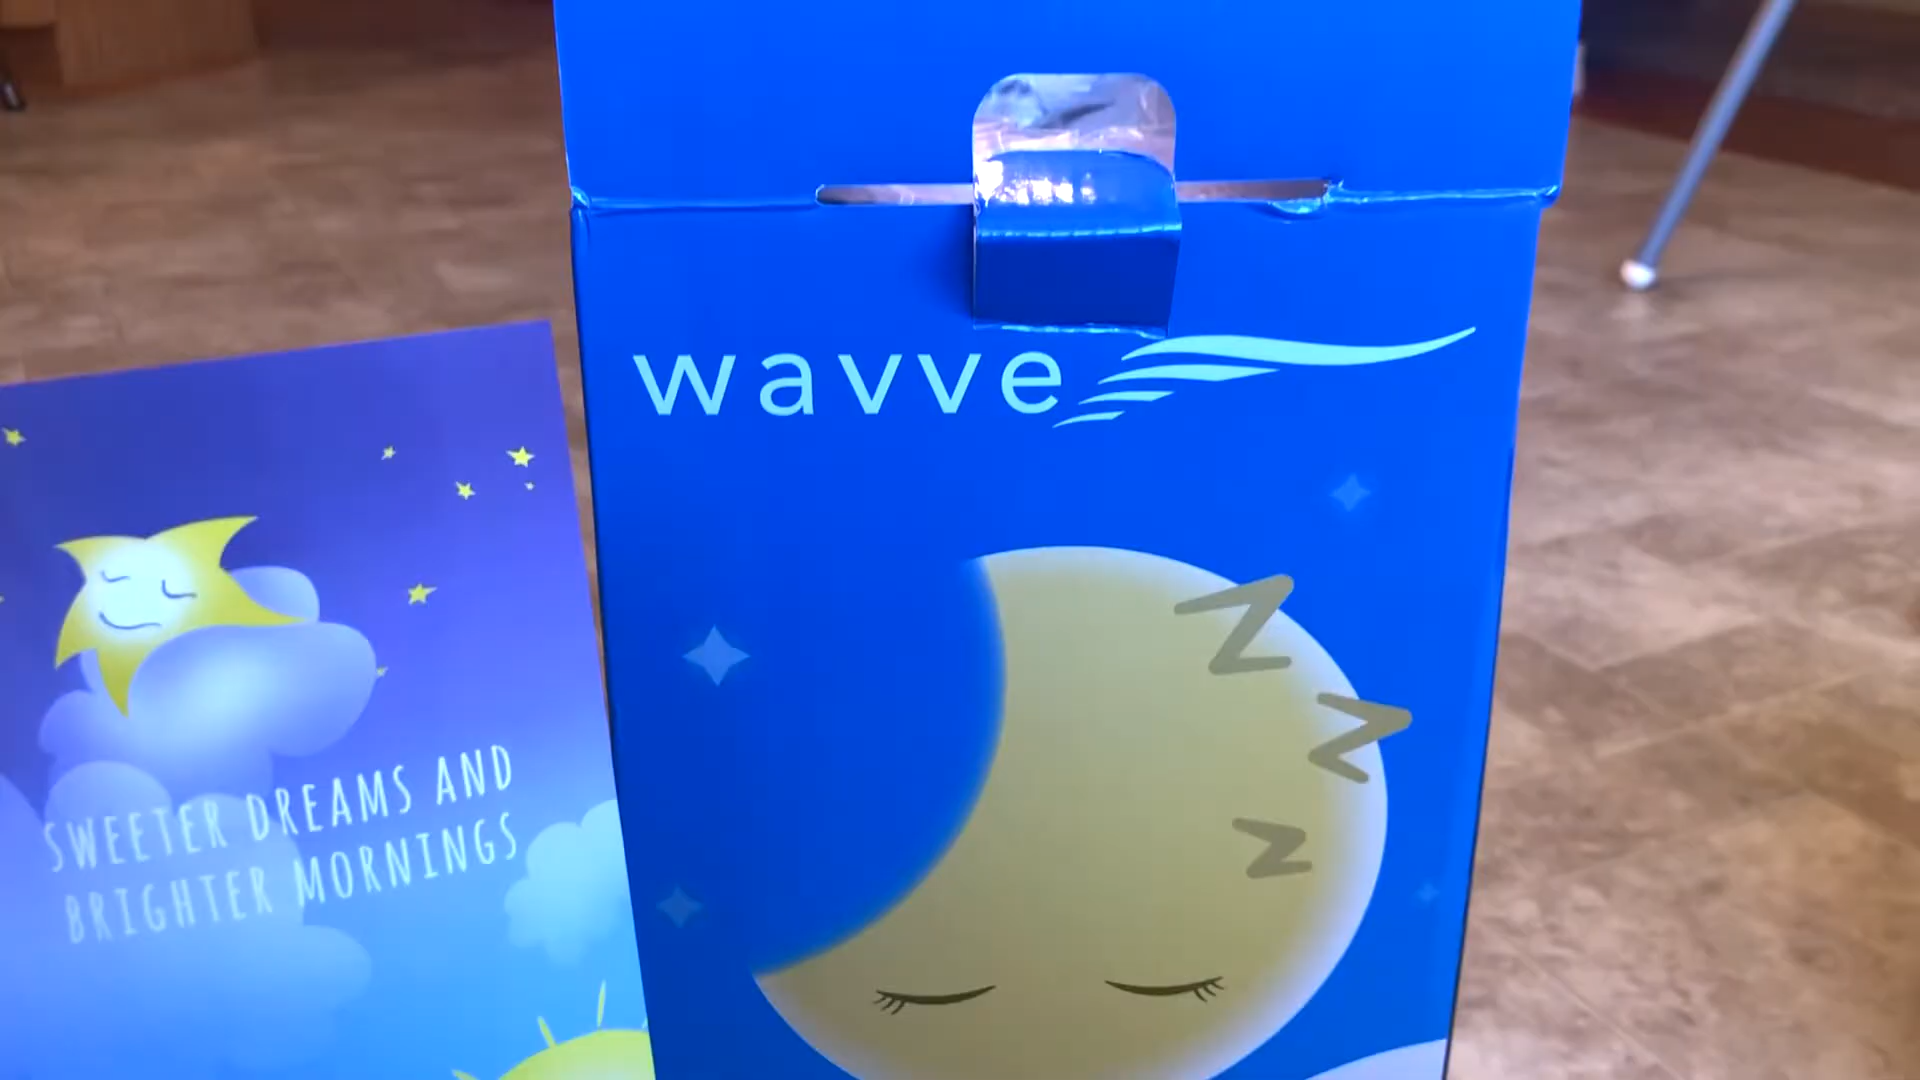 wavve
z
z
z
SWEETER DREAMS AND
BRIGHTER MORNINGS